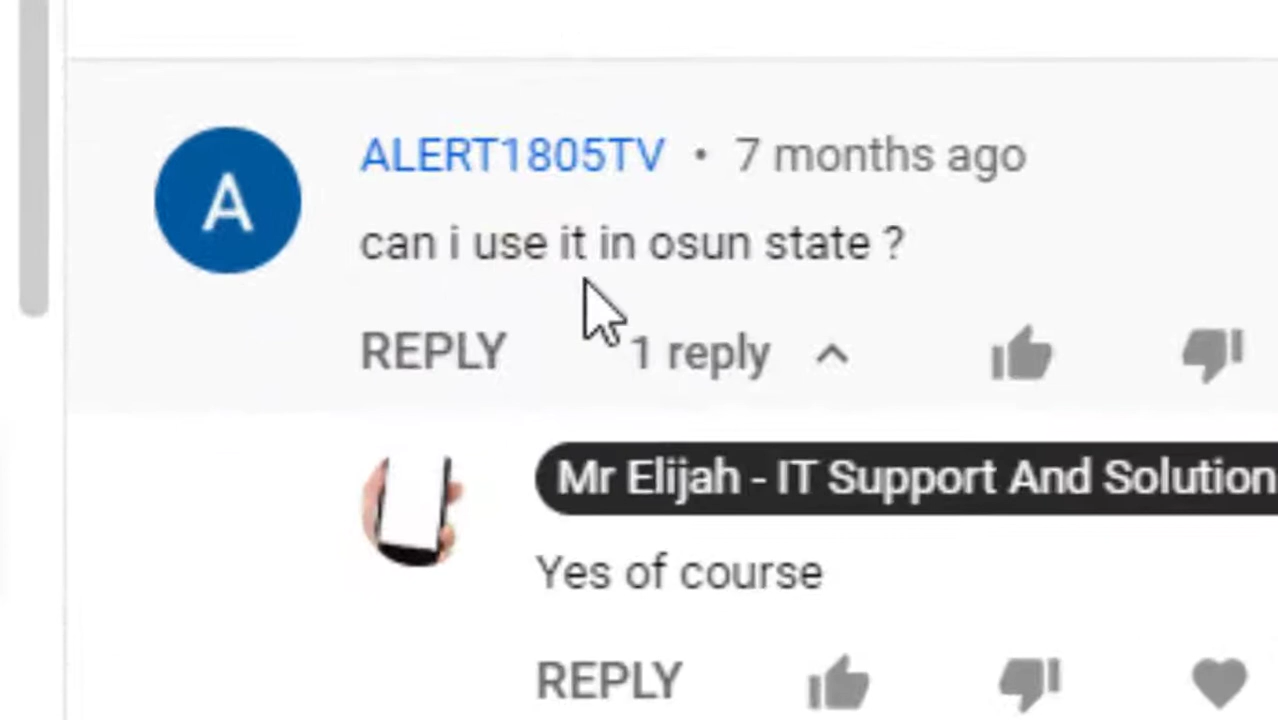 A
ALERT1805TV • 7 months ago
can i use it in osun state ?
REPLY 1 reply
Mr Elijah - IT Support And Solution
Yes of course
REPLY